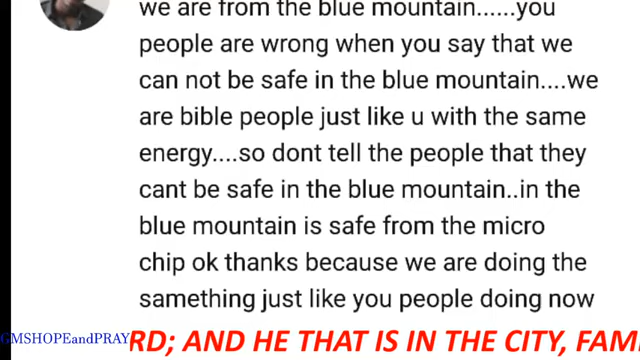 we are from the blue mountain......you
people are wrong when you say that we
can not be safe in the blue mountain....we
are bible people just like u with the same
energy....so dont tell the people that they
cant be safe in the blue mountain..in the
blue mountain is safe from the micro
chip ok thanks because we are doing the
samething just like you people doing now
GMSHOPEandPRAY
RD; AND HE THAT IS IN THE CITY, FAM